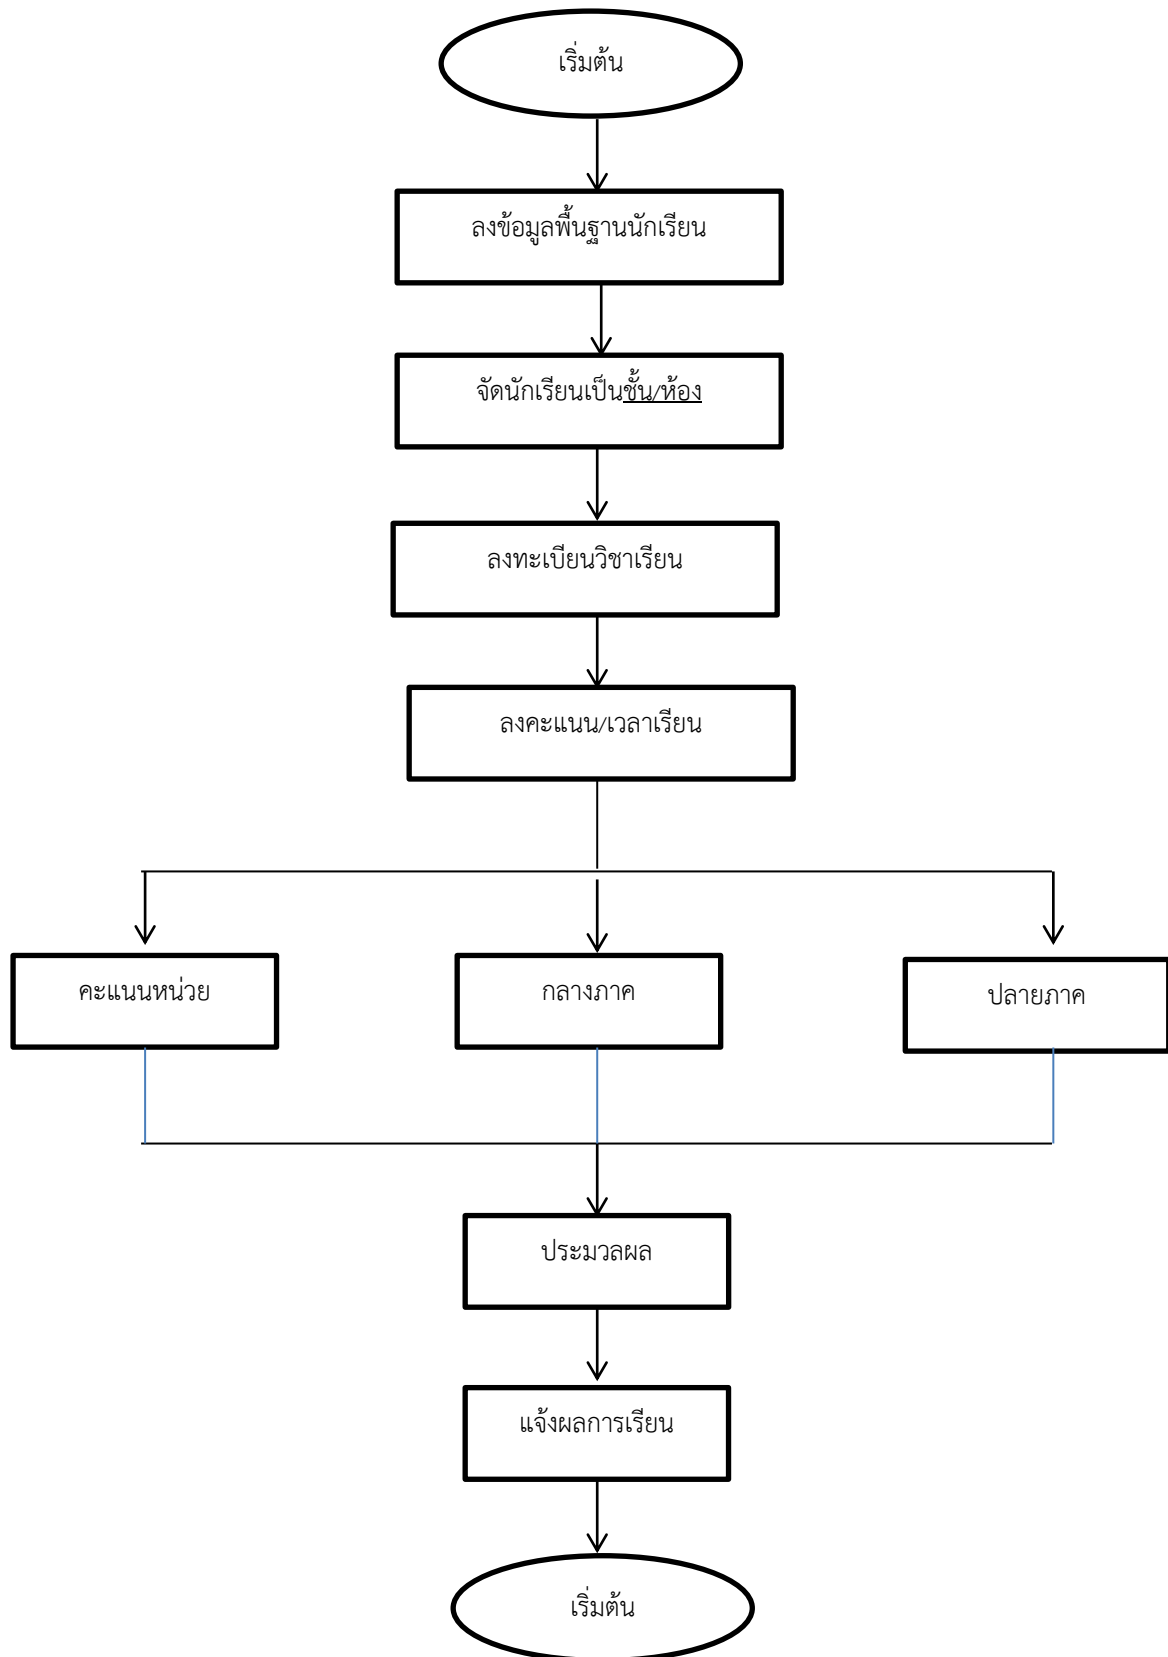 เริ่มต้น
ลงข้อมูลพื้นฐานนักเรียน
จัดนักเรียนเป็นชั้น/ห้อง
ลงทะเบียนวิชาเรียน
ลงคะแนน/เวลาเรียน
คะแนนหน่วย
กลางภาค
ปลายภาค
ประมวลผล
แจ้งผลการเรียน
เริ่มต้น